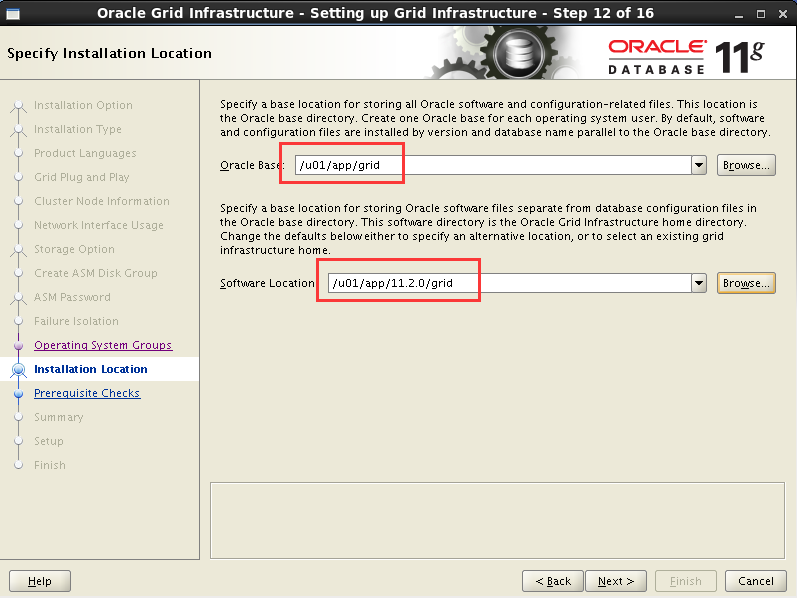 Oracle Grid Infrastructure - Setting up Grid Infrastructure - Step 12 of 16
Specify Installation Location
ORACLE
DATABASE 11g
Installation Option
Installation Type
Product Languages
Grid Plug and Play
Cluster Node Information
Network Interface Usage
Storage Option
Create ASM Disk Group
ASM Password
Failure Isolation
Operating System Groups
Installation Location
Prerequisite Checks
Summary
Setup
Finish
Specify a base location for storing all Oracle software and configuration-related files. This location is
the Oracle base directory. Create one Oracle base for each operating system user. By default, software
and configuration files are installed by version and database name parallel to the Oracle base directory.
Oracle Base: /u01/app/grid Browse...
Specify a base location for storing Oracle software files separate from database configuration files in
the Oracle base directory. This software directory is the Oracle Grid Infrastructure home directory.
Change the defaults below either to specify an alternative location, or to select an existing grid
infrastructure home.
Software Location: /u01/app/11.2.0/grid Browse...
Help < Back Next > Finish Cancel